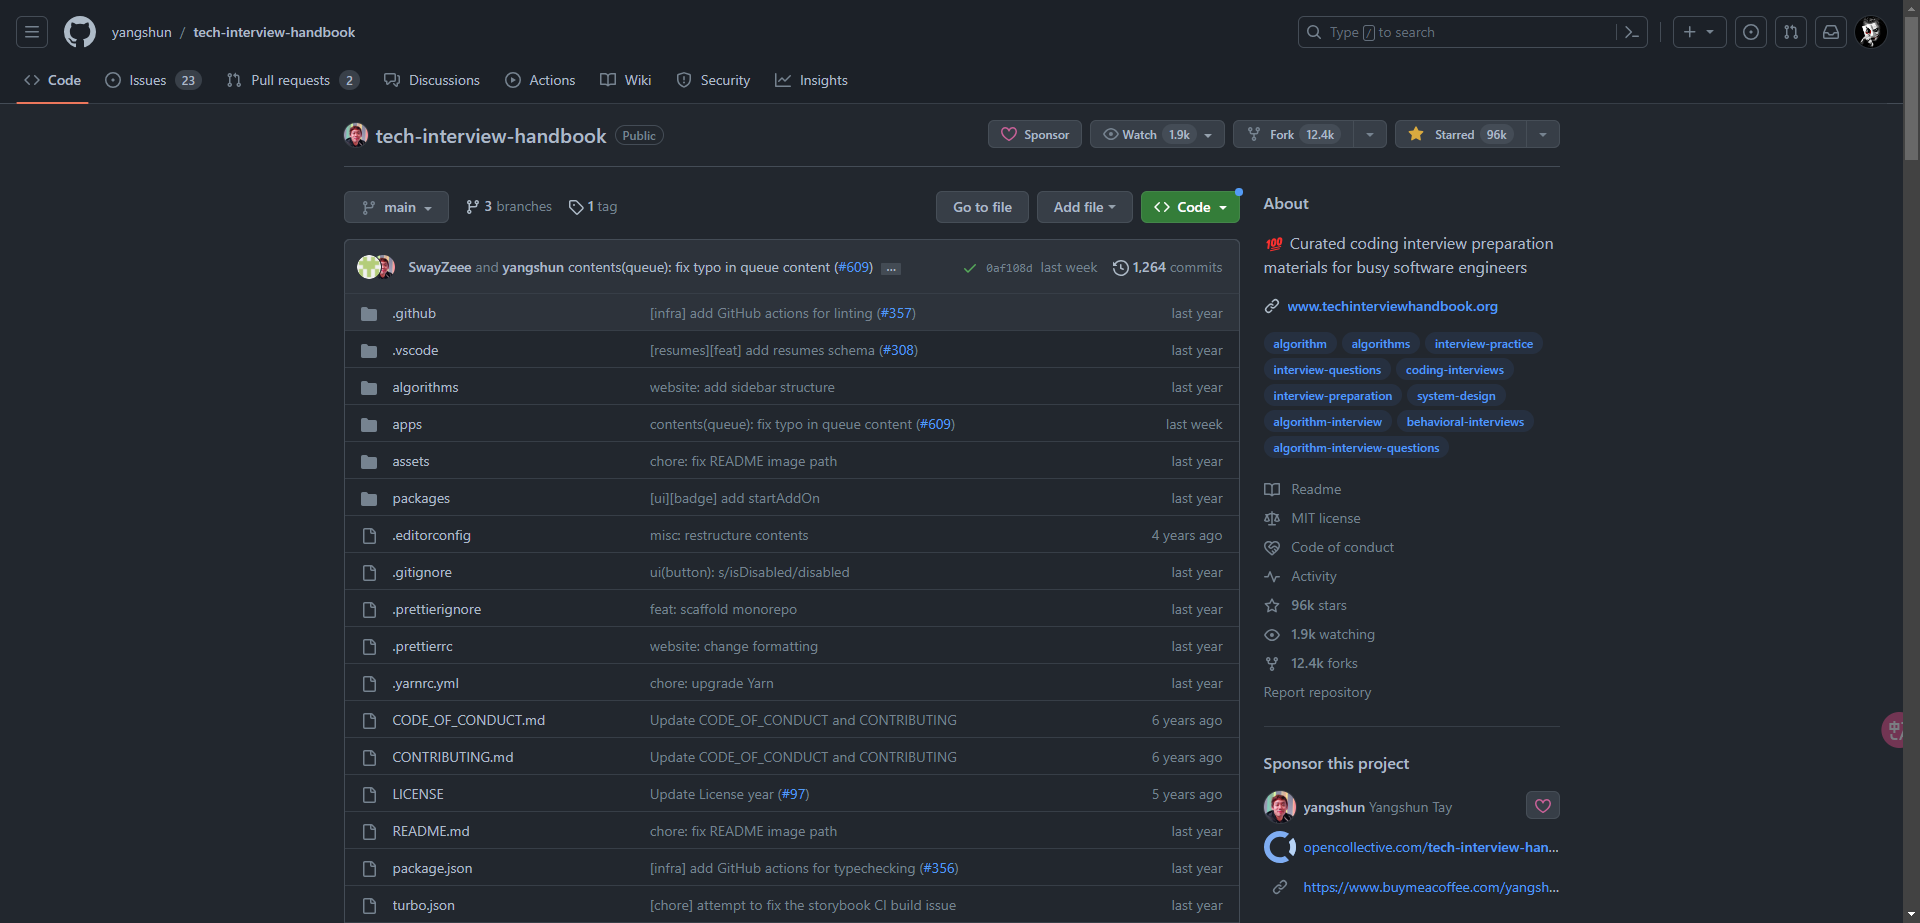 yangshun / tech-interview-handbook
Type / to search
Code
Issues 23
Pull requests 2
Discussions
Actions
Wiki
Security
Insights
tech-interview-handbook Public
Sponsor
Watch 1.9k
Fork 12.4k
Starred 96k
main
3 branches
1 tag
Go to file
Add file
Code
SwayZeee and yangshun contents(queue): fix typo in queue content (#609) ...
0af108d last week
1,264 commits
.github [infra] add GitHub actions for linting (#357) last year
.vscode [resumes][feat] add resumes schema (#308) last year
algorithms website: add sidebar structure last year
apps contents(queue): fix typo in queue content (#609) last week
assets chore: fix README image path last year
packages [ui][badge] add startAddOn last year
.editorconfig misc: restructure contents 4 years ago
.gitignore ui(button): s/isDisabled/disabled last year
.prettierignore feat: scaffold monorepo last year
.prettierrc website: change formatting last year
.yarnrc.yml chore: upgrade Yarn last year
CODE_OF_CONDUCT.md Update CODE_OF_CONDUCT and CONTRIBUTING 6 years ago
CONTRIBUTING.md Update CODE_OF_CONDUCT and CONTRIBUTING 6 years ago
LICENSE Update License year (#97) 5 years ago
README.md chore: fix README image path last year
package.json [infra] add GitHub actions for typechecking (#356) last year
turbo.json [chore] attempt to fix the storybook CI build issue last year
About
💯 Curated coding interview preparation
materials for busy software engineers
www.techinterviewhandbook.org
algorithm algorithms interview-practice
interview-questions coding-interviews
interview-preparation system-design
algorithm-interview behavioral-interviews
algorithm-interview-questions
Readme
MIT license
Code of conduct
Activity
96k stars
1.9k watching
12.4k forks
Report repository
Sponsor this project
yangshun Yangshun Tay
opencollective.com/tech-interview-han...
https://www.buymeacoffee.com/yangsh...
中